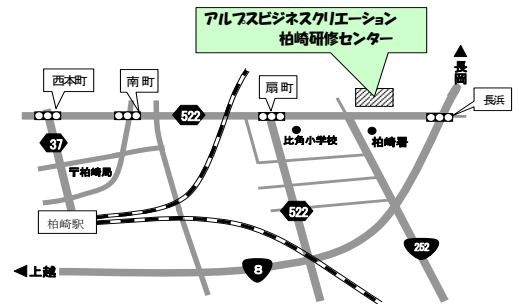 アルプスビジネスクリエーション
柏崎研修センター
長岡
西本町
南町
扇町
長浜
522
37
比角小学校
柏崎署
〒柏崎局
柏崎駅
522
252
上越
8